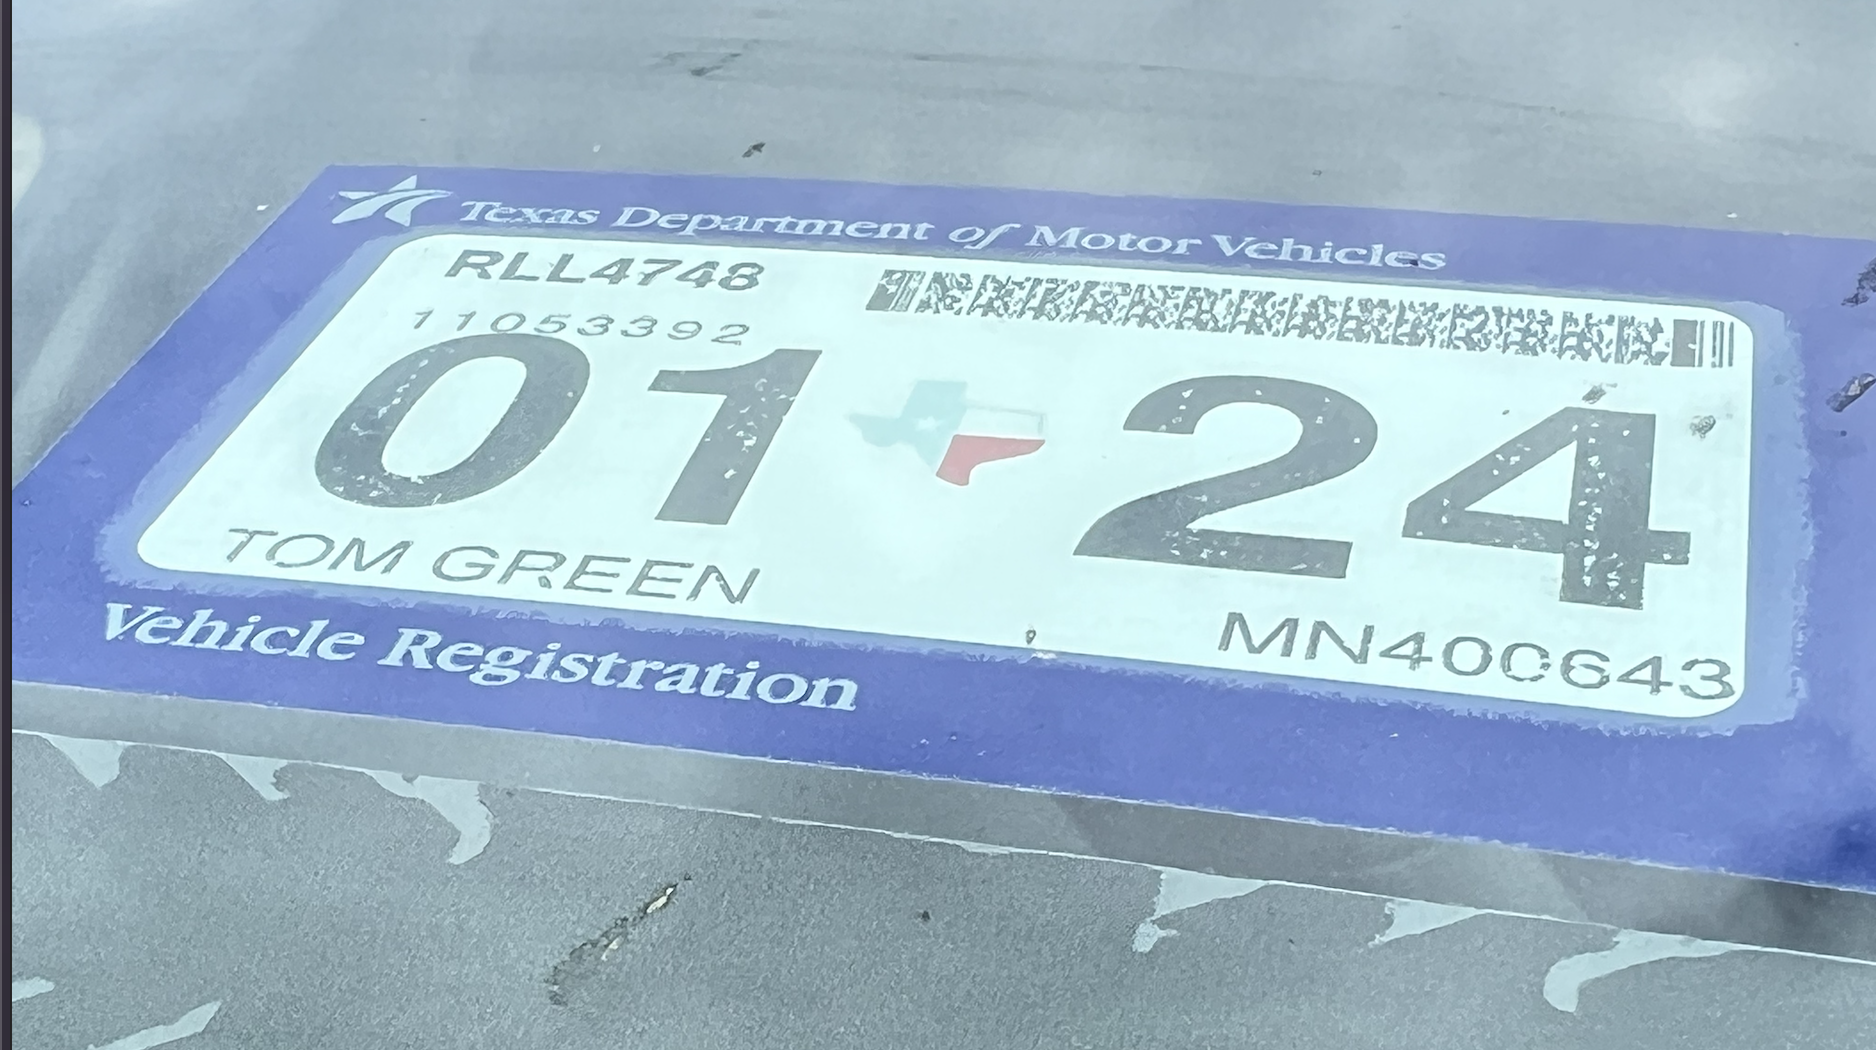 Texas Department of Motor Vehicles
RLL4748
11053392
01 24
TOM GREEN
MN400643
Vehicle Registration